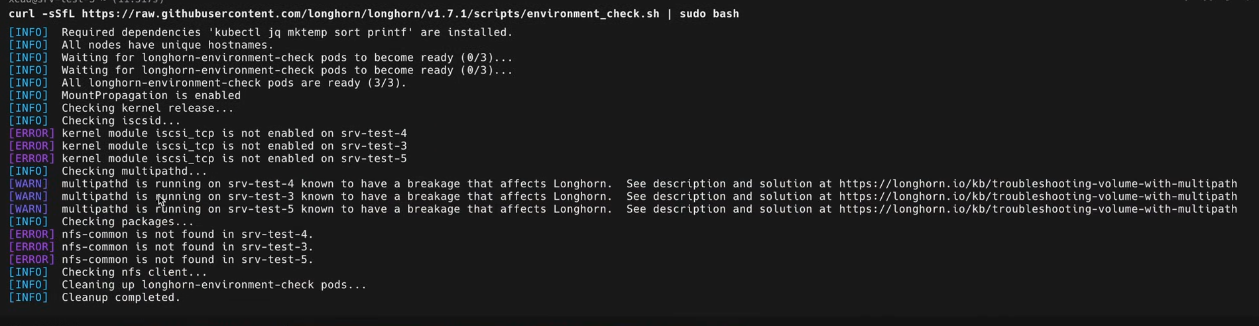 curl -sSfL https://raw.githubusercontent.com/longhorn/longhorn/v1.7.1/scripts/environment_check.sh | sudo bash
[INFO] Required dependencies 'kubectl jq mktemp sort printf' are installed.
[INFO] All nodes have unique hostnames.
[INFO] Waiting for longhorn-environment-check pods to become ready (0/3)...
[INFO] Waiting for longhorn-environment-check pods to become ready (0/3)...
[INFO] All longhorn-environment-check pods are ready (3/3).
[INFO] MountPropagation is enabled
[INFO] Checking kernel release...
[INFO] Checking iscsid...
[ERROR] kernel module iscsi_tcp is not enabled on srv-test-4
[ERROR] kernel module iscsi_tcp is not enabled on srv-test-3
[ERROR] kernel module iscsi_tcp is not enabled on srv-test-5
[INFO] Checking multipathd...
[WARN] multipathd is running on srv-test-4 known to have a breakage that affects Longhorn. See description and solution at https://longhorn.io/kb/troubleshooting-volume-with-multipath
[WARN] multipathd is running on srv-test-3 known to have a breakage that affects Longhorn. See description and solution at https://longhorn.io/kb/troubleshooting-volume-with-multipath
[WARN] multipathd is running on srv-test-5 known to have a breakage that affects Longhorn. See description and solution at https://longhorn.io/kb/troubleshooting-volume-with-multipath
[INFO] Checking packages...
[ERROR] nfs-common is not found in srv-test-4.
[ERROR] nfs-common is not found in srv-test-3.
[ERROR] nfs-common is not found in srv-test-5.
[INFO] Checking nfs client...
[INFO] Cleaning up longhorn-environment-check pods...
[INFO] Cleanup completed.